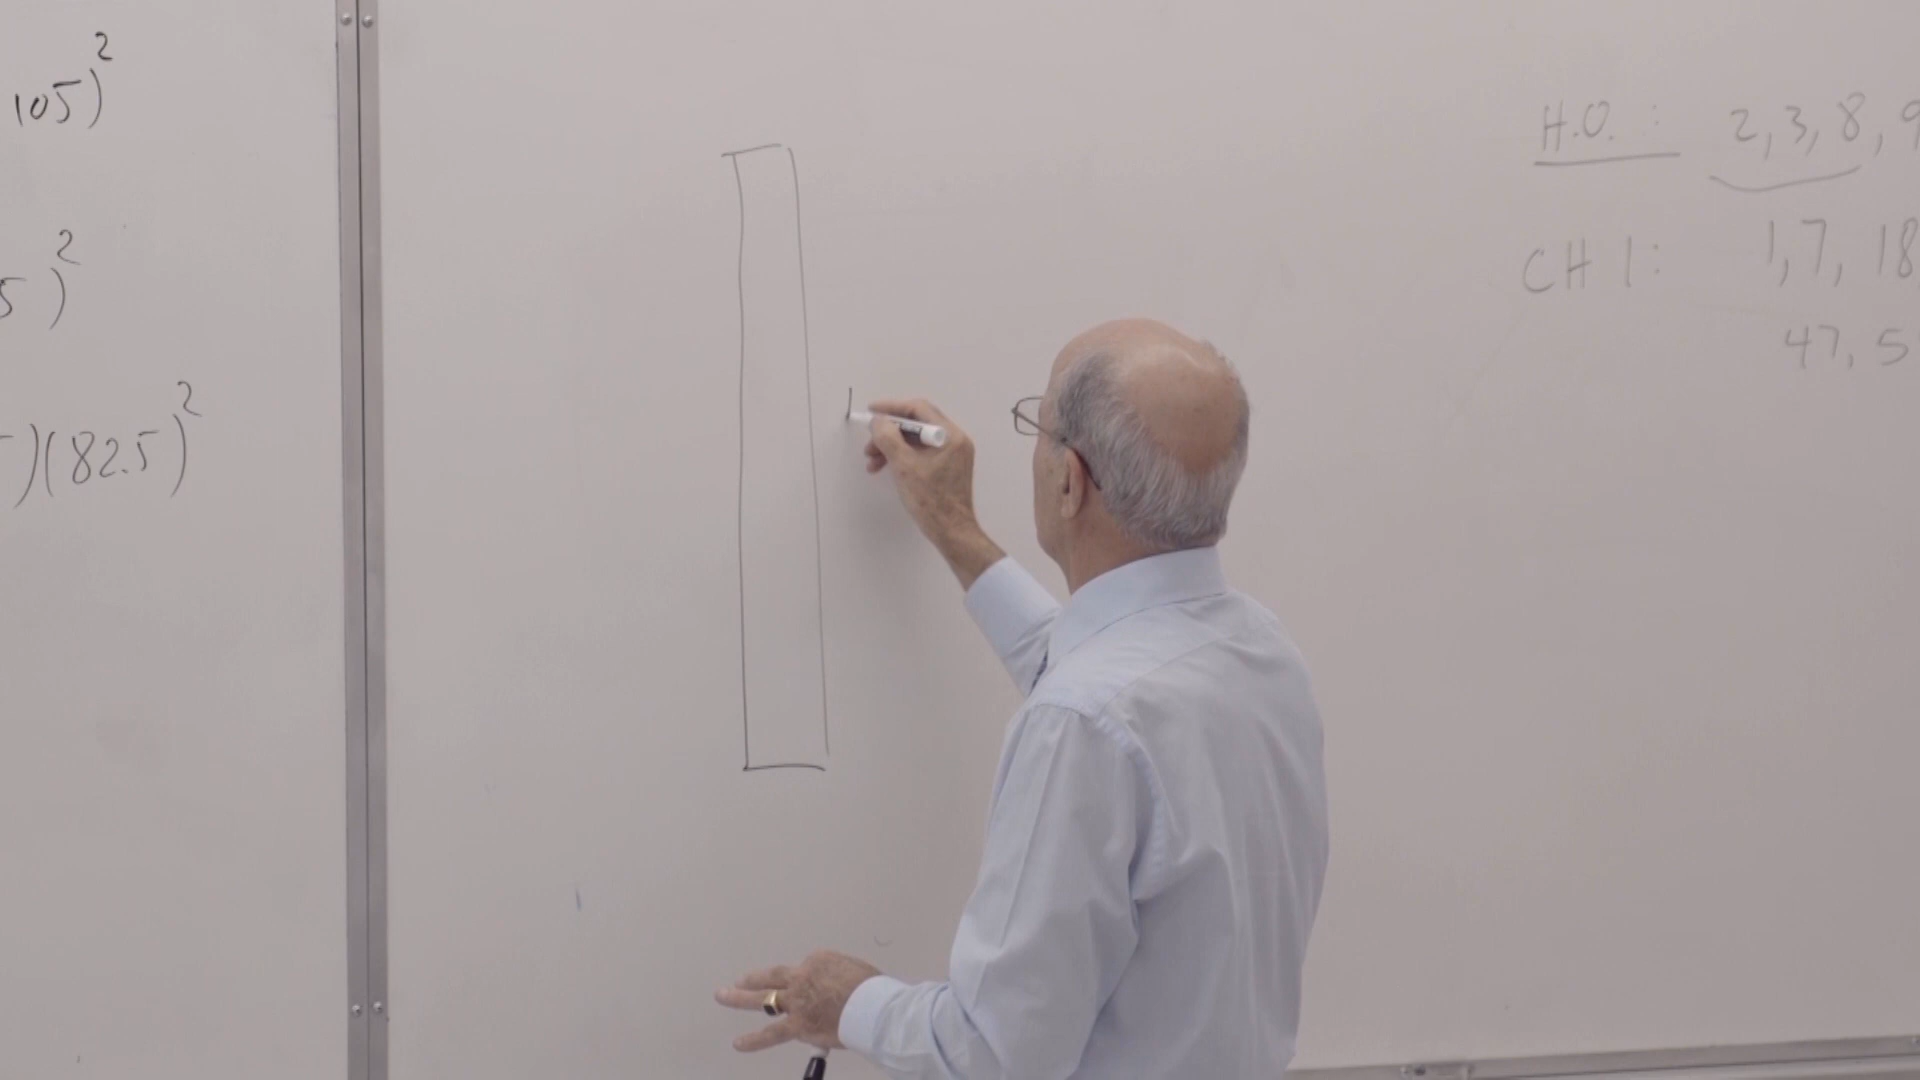 105)²
5)²
)(82.5)²
H.O. : 2, 3, 8, 9
CH 1: 1, 7, 18,
47, 5